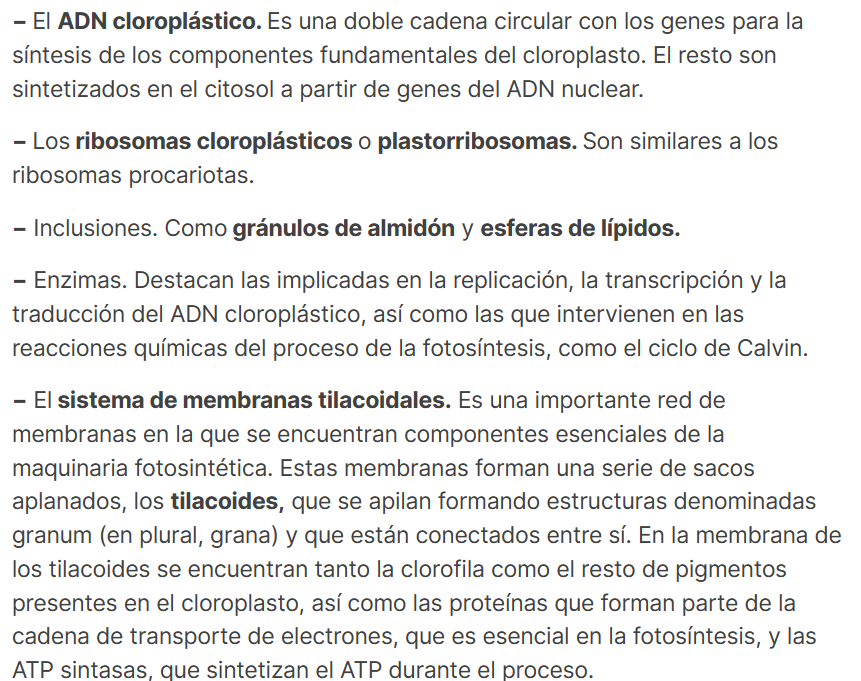 – El ADN cloroplástico. Es una doble cadena circular con los genes para la
síntesis de los componentes fundamentales del cloroplasto. El resto son
sintetizados en el citosol a partir de genes del ADN nuclear.
– Los ribosomas cloroplásticos o plastorribosomas. Son similares a los
ribosomas procariotas.
– Inclusiones. Como gránulos de almidón y esferas de lípidos.
– Enzimas. Destacan las implicadas en la replicación, la transcripción y la
traducción del ADN cloroplástico, así como las que intervienen en las
reacciones químicas del proceso de la fotosíntesis, como el ciclo de Calvin.
– El sistema de membranas tilacoidales. Es una importante red de
membranas en la que se encuentran componentes esenciales de la
maquinaria fotosintética. Estas membranas forman una serie de sacos
aplanados, los tilacoides, que se apilan formando estructuras denominadas
granum (en plural, grana) y que están conectados entre sí. En la membrana de
los tilacoides se encuentran tanto la clorofila como el resto de pigmentos
presentes en el cloroplasto, así como las proteínas que forman parte de la
cadena de transporte de electrones, que es esencial en la fotosíntesis, y las
ATP sintasas, que sintetizan el ATP durante el proceso.